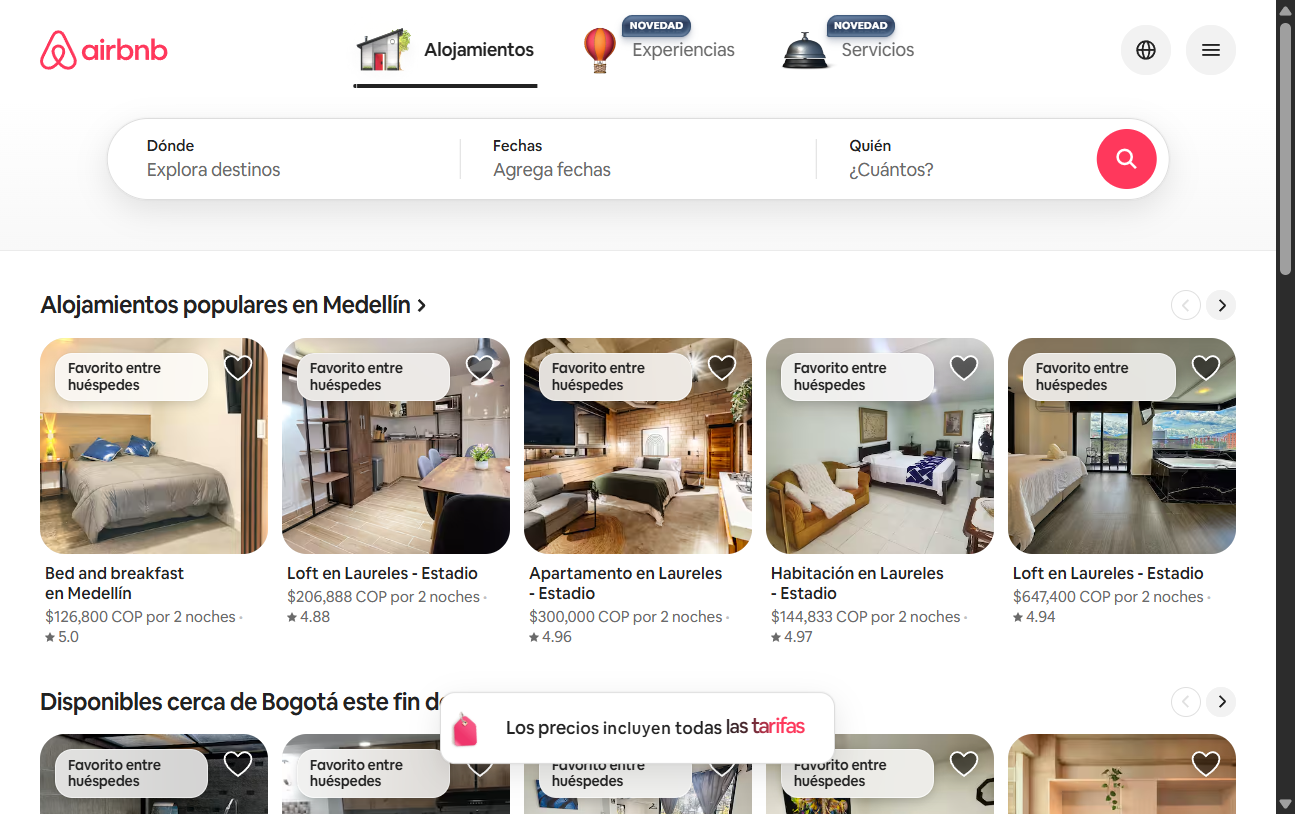 airbnb
Alojamientos
NOVEDAD
Experiencias
NOVEDAD
Servicios
Dónde
Explora destinos
Fechas
Agrega fechas
Quién
¿Cuántos?
Alojamientos populares en Medellín
Favorito entre
huéspedes
Favorito entre
huéspedes
Favorito entre
huéspedes
Favorito entre
huéspedes
Favorito entre
huéspedes
Bed and breakfast
en Medellín
$126,800 COP por 2 noches ·
★ 5.0
Loft en Laureles - Estadio
$206,888 COP por 2 noches ·
★ 4.88
Apartamento en Laureles
- Estadio
$300,000 COP por 2 noches ·
★ 4.96
Habitación en Laureles
- Estadio
$144,833 COP por 2 noches ·
★ 4.97
Loft en Laureles - Estadio
$647,400 COP por 2 noches ·
★ 4.94
Disponibles cerca de Bogotá este fin
Los precios incluyen todas las tarifas
Favorito entre
huéspedes
Favorito entre
huéspedes
Favorito entre
huéspedes
Favorito entre
huéspedes